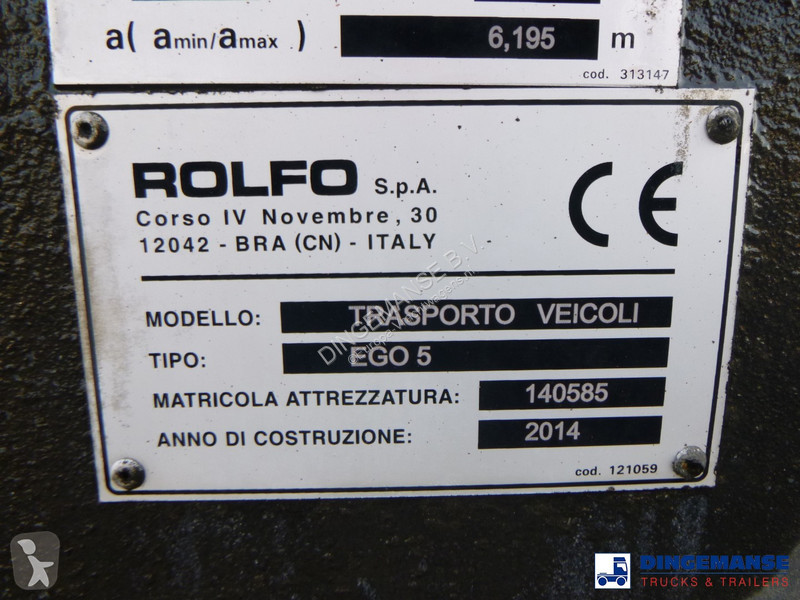 a( amin/amax ) 6,195 m
cod. 313147
ROLFO S.p.A.
Corso IV Novembre, 30
12042 - BRA (CN) - ITALY
CE
MODELLO: TRASPORTO VEICOLI
TIPO: EGO 5
MATRICOLA ATTREZZATURA: 140585
ANNO DI COSTRUZIONE: 2014
cod. 121059
DINGEMANSE B.V.
DINGEMANSE
TRUCKS & TRAILERS